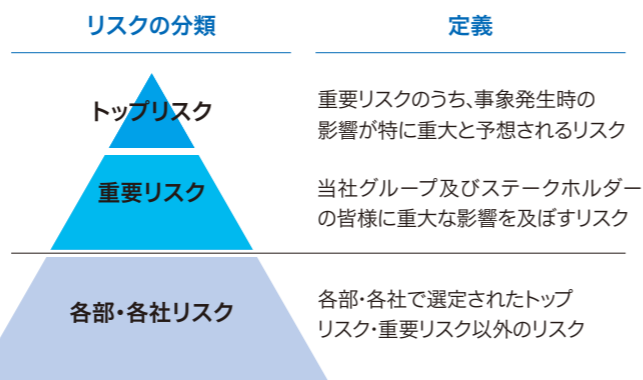 リスクの分類
定義
トップリスク
重要リスクのうち、事象発生時の
影響が特に重大と予想されるリスク
重要リスク
当社グループ及びステークホルダー
の皆様に重大な影響を及ぼすリスク
各部・各社リスク
各部・各社で選定されたトップ
リスク・重要リスク以外のリスク